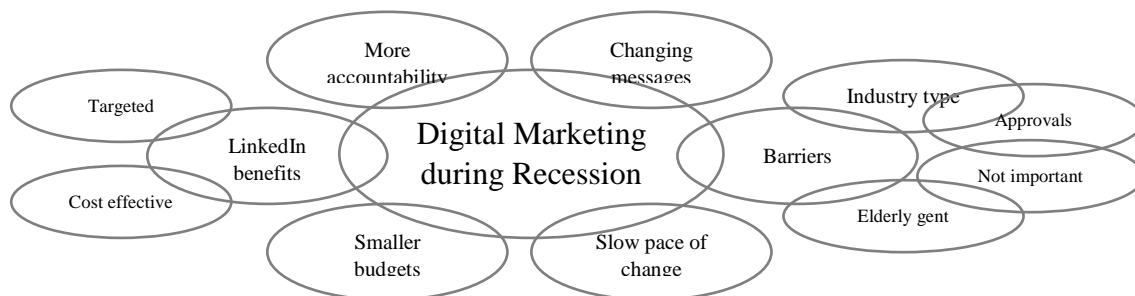 More
accountability
Changing
messages
Targeted
Industry type
Approvals
LinkedIn
benefits
Digital Marketing
during Recession
Barriers
Not important
Cost effective
Elderly gent
Smaller
budgets
Slow pace of
change